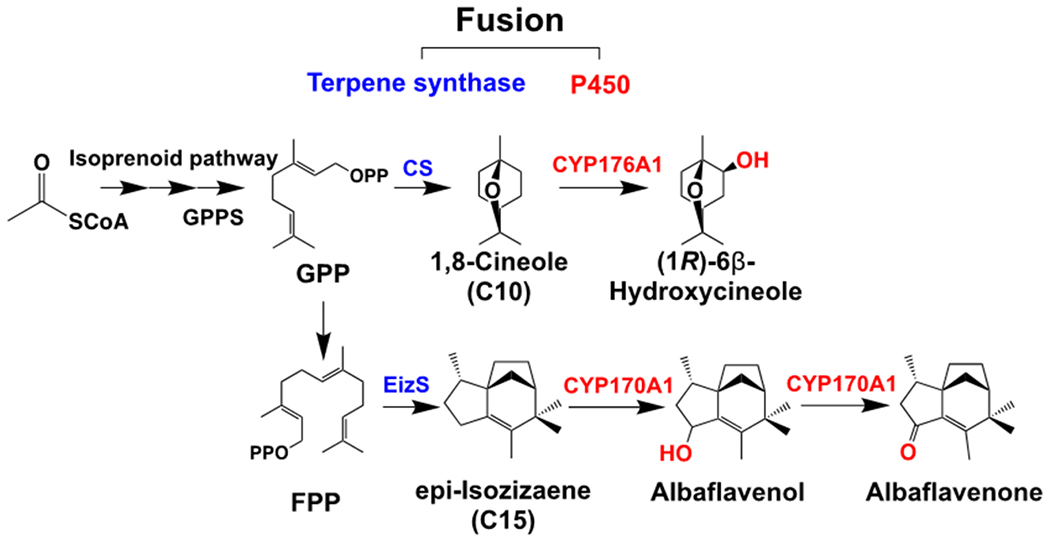 Fusion
Terpene synthase P450
O
SCoA
Isoprenoid pathway
GPPS
OPP
GPP
CS
O
1,8-Cineole
(C10)
CYP176A1
OH
O
(1R)-6β-
Hydroxycineole
PPO
FPP
EizS
epi-Isozizaene
(C15)
CYP170A1
HO
Albaflavenol
CYP170A1
O
Albaflavenone